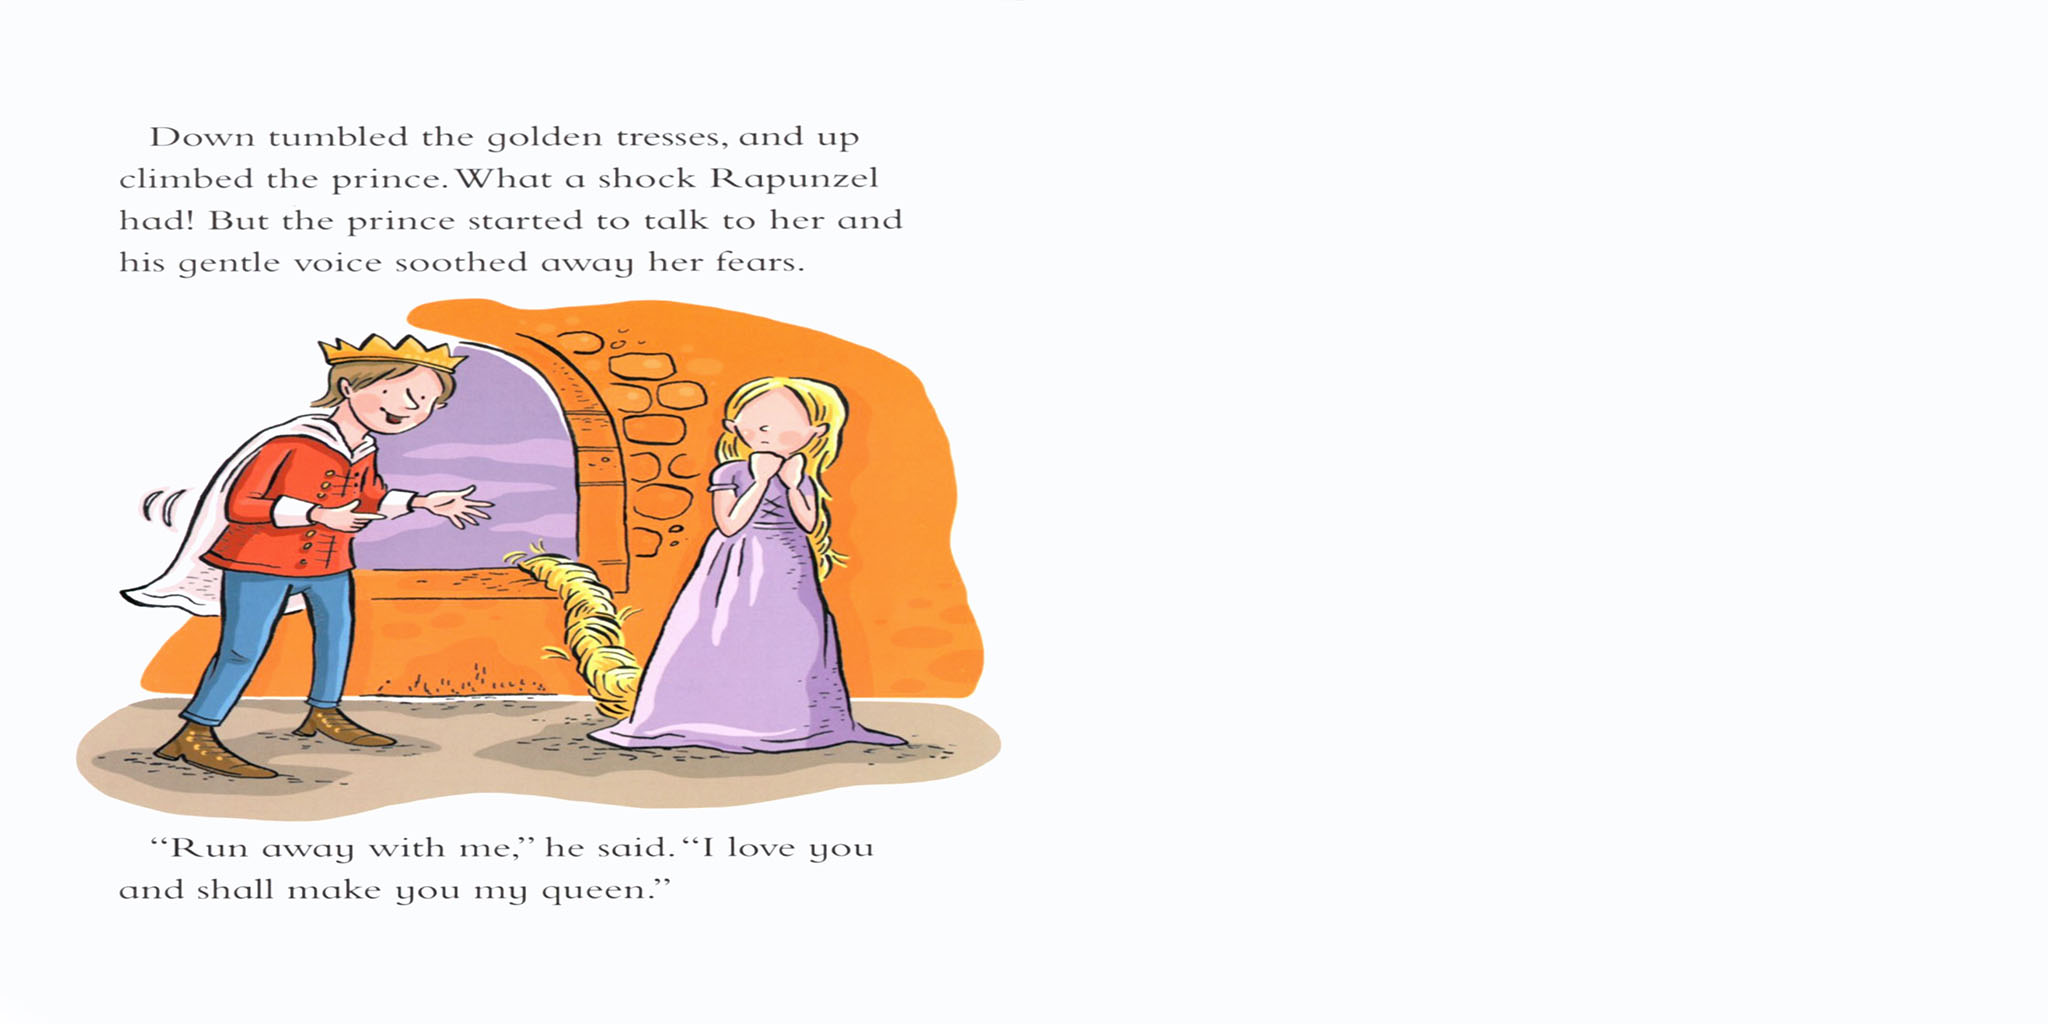 Down tumbled the golden tresses, and up
climbed the prince. What a shock Rapunzel
had! But the prince started to talk to her and
his gentle voice soothed away her fears.
“Run away with me,” he said. “I love you
and shall make you my queen.”